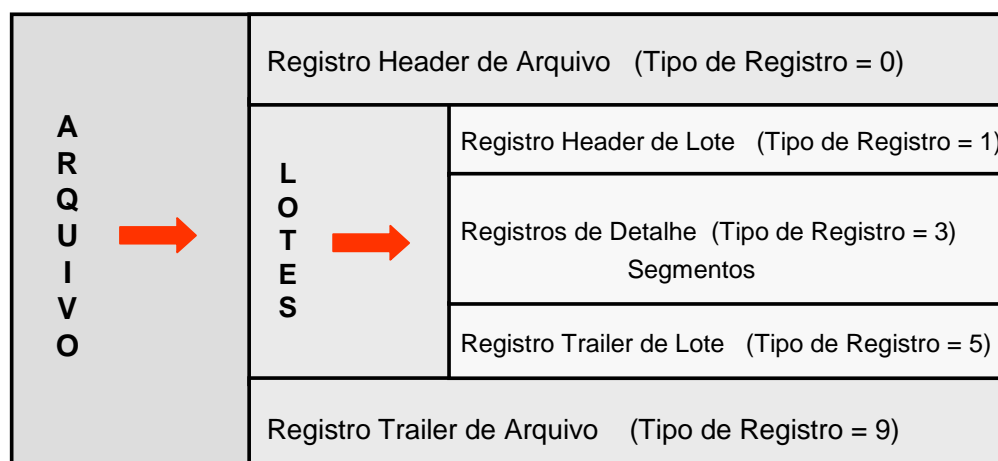 ARQUIVO
Registro Header de Arquivo (Tipo de Registro = 0)
LOTES
Registro Header de Lote (Tipo de Registro = 1)
Registros de Detalhe (Tipo de Registro = 3)
Segmentos
Registro Trailer de Lote (Tipo de Registro = 5)
Registro Trailer de Arquivo (Tipo de Registro = 9)